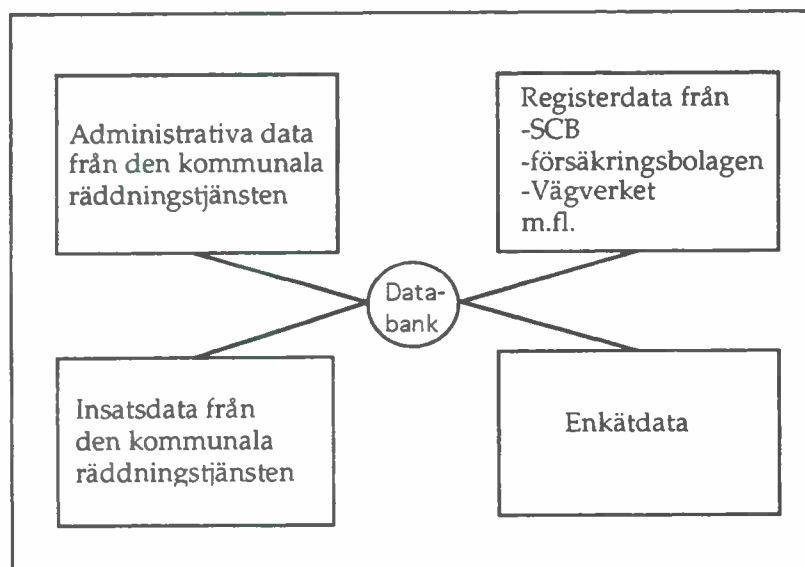 Administrativa data
från den kommunala
räddningstjänsten
Registerdata från
-SCB
-försäkringsbolagen
-Vägverket
m.fl.
Data-
bank
Insatsdata från
den kommunala
räddningstjänsten
Enkätdata